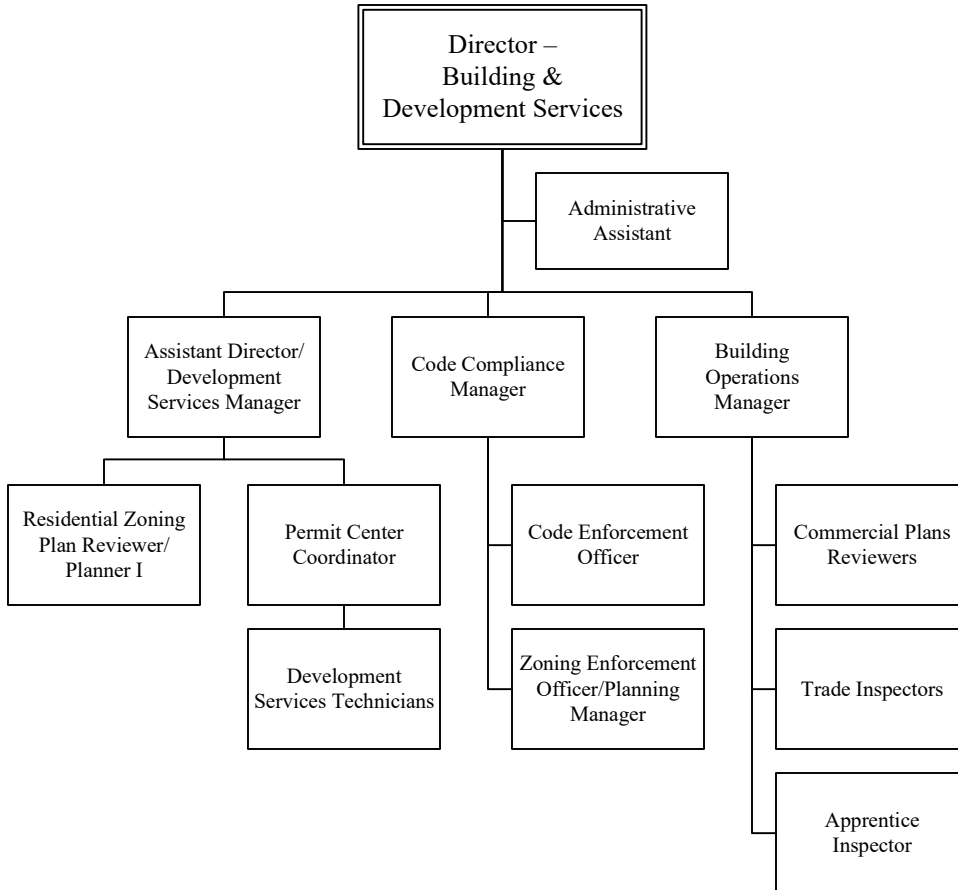 Director –
Building &
Development Services
Administrative
Assistant
Assistant Director/
Development
Services Manager
Code Compliance
Manager
Building
Operations
Manager
Residential Zoning
Plan Reviewer/
Planner I
Permit Center
Coordinator
Code Enforcement
Officer
Commercial Plans
Reviewers
Development
Services Technicians
Zoning Enforcement
Officer/Planning
Manager
Trade Inspectors
Apprentice
Inspector